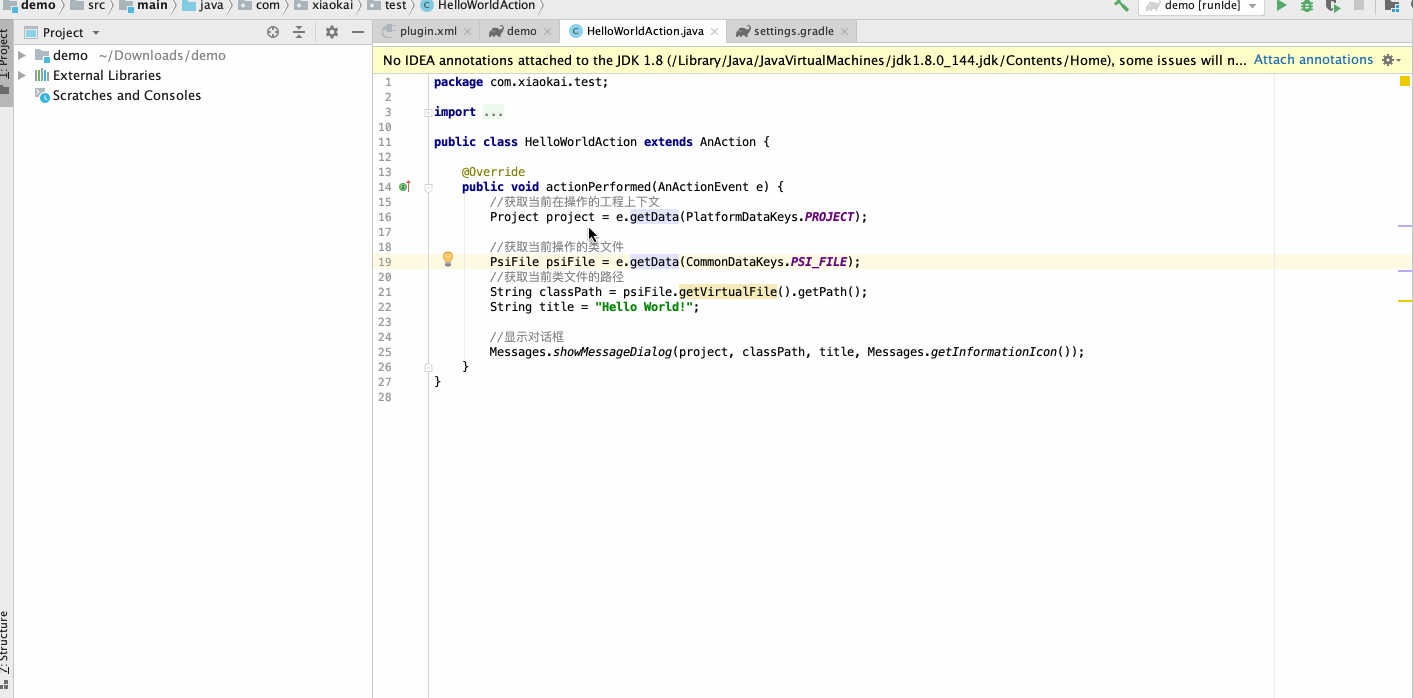 demo src main java com xiaokai test HelloWorldAction demo [runIde]
Project plugin.xml demo HelloWorldAction.java settings.gradle
1: Project
demo ~/Downloads/demo
External Libraries
Scratches and Consoles
No IDEA annotations attached to the JDK 1.8 (/Library/Java/JavaVirtualMachines/jdk1.8.0_144.jdk/Contents/Home), some issues will n... Attach annotations
1 package com.xiaokai.test;
2
3 import ...
10
11 public class HelloWorldAction extends AnAction {
12
13 @Override
14 public void actionPerformed(AnActionEvent e) {
15 //获取当前在操作的工程上下文
16 Project project = e.getData(PlatformDataKeys.PROJECT);
17
18 //获取当前操作的类文件
19 PsiFile psiFile = e.getData(CommonDataKeys.PSI_FILE);
20 //获取当前类文件的路径
21 String classPath = psiFile.getVirtualFile().getPath();
22 String title = "Hello World!";
23
24 //显示对话框
25 Messages.showMessageDialog(project, classPath, title, Messages.getInformationIcon());
26 }
27 }
28
Z: Structure